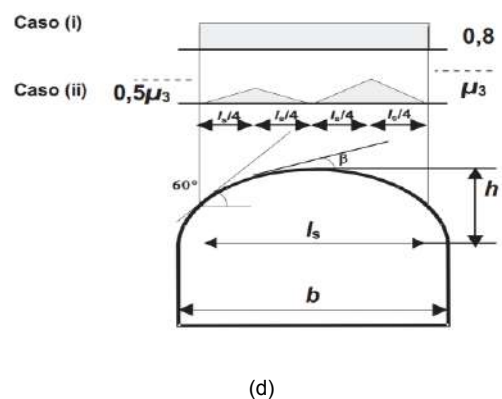 Caso (i)
0,8
Caso (ii) 0,5μ₃
μ₃
lₛ/4 lₛ/4 lₛ/4 lₛ/4
60°
β
h
lₛ
b
(d)